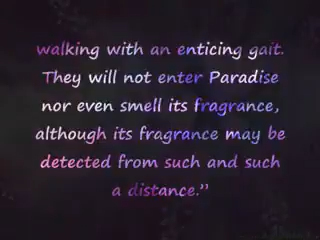 walking with an enticing gait.
They will not enter Paradise
nor even smell its fragrance,
although its fragrance may be
detected from such and such
a distance.”